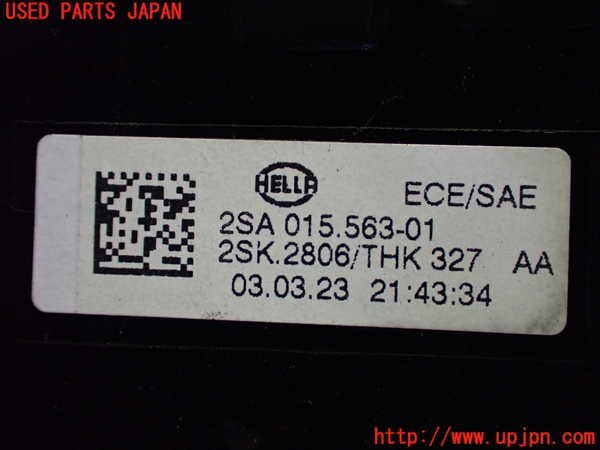 USED PARTS JAPAN
HELLA
ECE/SAE
2SA 015.563-01
2SK.2806/THK 327 AA
03.03.23 21:43:34
http://www.upjpn.com/